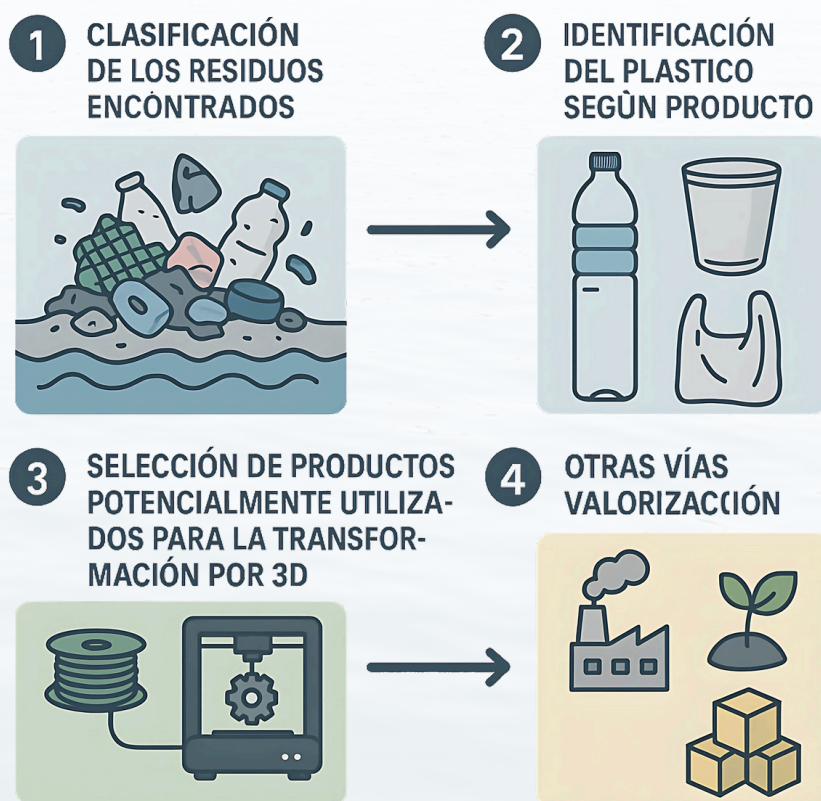 1 CLASIFICACIÓN
DE LOS RESIDUOS
ENCÓNTRADOS
2 IDENTIFICACIÓN
DEL PLASTICO
SEGÙN PRODUCTO
3 SELECCIÓN DE PRODUCTOS
POTENCIALMENTE UTILIZA-
DOS PARA LA TRANSFOR-
MACIÓN POR 3D
4 OTRAS VÍAS
VALORIZACCIÓN